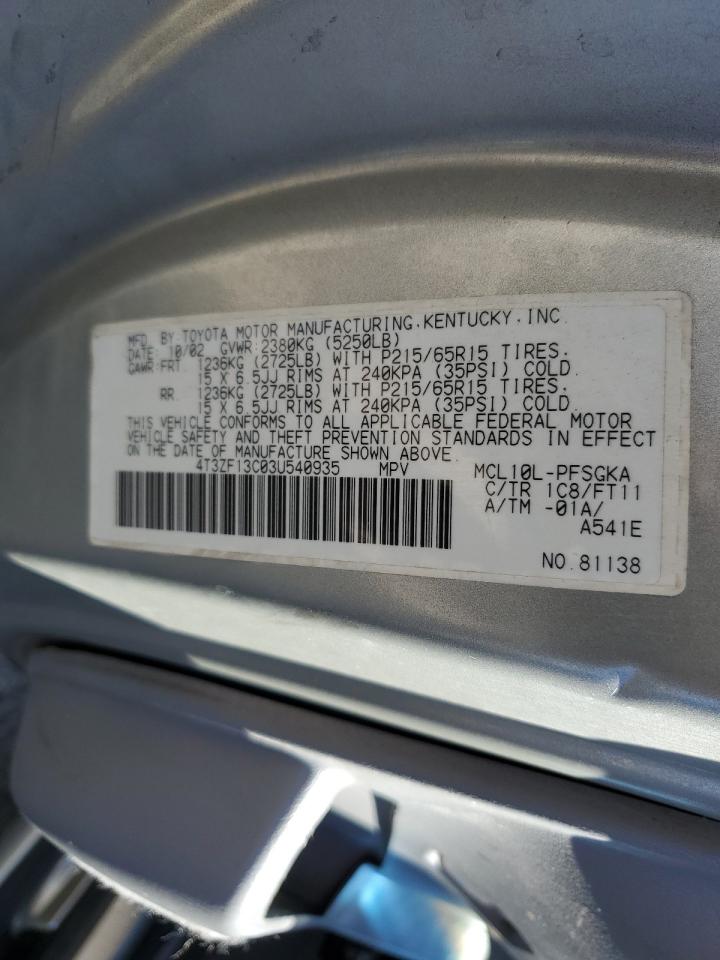 MFD. BY TOYOTA MOTOR MANUFACTURING, KENTUCKY, INC.
DATE: 10/02 GVWR: 2380KG (5250LB)
GAWR: FRT. 1236KG (2725LB) WITH P215/65R15 TIRES.
15 X 6.5JJ RIMS AT 240KPA (35PSI) COLD.
RR. 1236KG (2725LB) WITH P215/65R15 TIRES.
15 X 6.5JJ RIMS AT 240KPA (35PSI) COLD.
THIS VEHICLE CONFORMS TO ALL APPLICABLE FEDERAL MOTOR
VEHICLE SAFETY AND THEFT PREVENTION STANDARDS IN EFFECT
ON THE DATE OF MANUFACTURE SHOWN ABOVE.
4T3ZF13C03U540935 MPV MCL10L-PFSGKA
C/TR 1C8/FT11
A/TM -01A/
A541E
NO. 81138